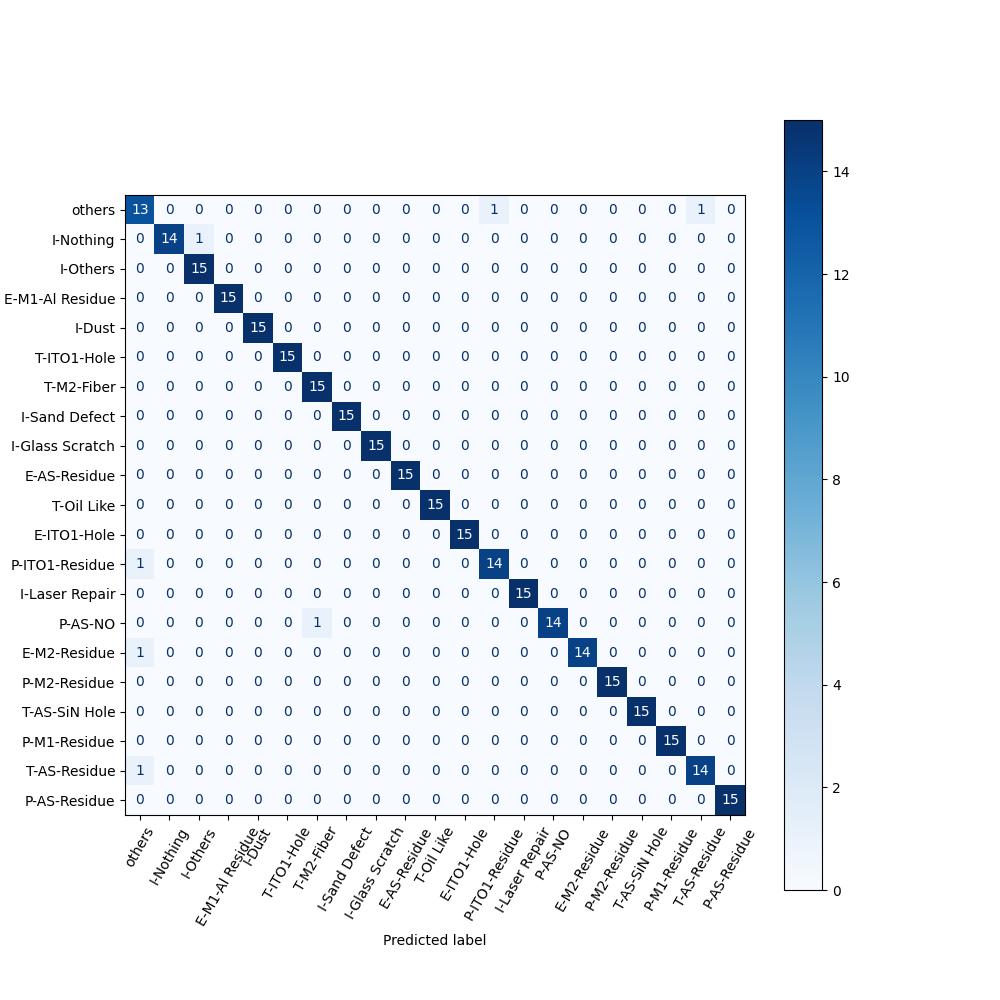 others 13 0 0 0 0 0 0 0 0 0 0 0 1 0 0 0 0 0 0 1 0
I-Nothing 0 14 1 0 0 0 0 0 0 0 0 0 0 0 0 0 0 0 0 0 0
I-Others 0 0 15 0 0 0 0 0 0 0 0 0 0 0 0 0 0 0 0 0 0
E-M1-Al Residue 0 0 0 15 0 0 0 0 0 0 0 0 0 0 0 0 0 0 0 0 0
I-Dust 0 0 0 0 15 0 0 0 0 0 0 0 0 0 0 0 0 0 0 0 0
T-ITO1-Hole 0 0 0 0 0 15 0 0 0 0 0 0 0 0 0 0 0 0 0 0 0
T-M2-Fiber 0 0 0 0 0 0 15 0 0 0 0 0 0 0 0 0 0 0 0 0 0
I-Sand Defect 0 0 0 0 0 0 0 15 0 0 0 0 0 0 0 0 0 0 0 0 0
I-Glass Scratch 0 0 0 0 0 0 0 0 15 0 0 0 0 0 0 0 0 0 0 0 0
E-AS-Residue 0 0 0 0 0 0 0 0 0 15 0 0 0 0 0 0 0 0 0 0 0
T-Oil Like 0 0 0 0 0 0 0 0 0 0 15 0 0 0 0 0 0 0 0 0 0
E-ITO1-Hole 0 0 0 0 0 0 0 0 0 0 0 15 0 0 0 0 0 0 0 0 0
P-ITO1-Residue 1 0 0 0 0 0 0 0 0 0 0 0 14 0 0 0 0 0 0 0 0
I-Laser Repair 0 0 0 0 0 0 0 0 0 0 0 0 0 15 0 0 0 0 0 0 0
P-AS-NO 0 0 0 0 0 0 1 0 0 0 0 0 0 0 14 0 0 0 0 0 0
E-M2-Residue 1 0 0 0 0 0 0 0 0 0 0 0 0 0 0 14 0 0 0 0 0
P-M2-Residue 0 0 0 0 0 0 0 0 0 0 0 0 0 0 0 0 15 0 0 0 0
T-AS-SiN Hole 0 0 0 0 0 0 0 0 0 0 0 0 0 0 0 0 0 15 0 0 0
P-M1-Residue 0 0 0 0 0 0 0 0 0 0 0 0 0 0 0 0 0 0 15 0 0
T-AS-Residue 1 0 0 0 0 0 0 0 0 0 0 0 0 0 0 0 0 0 0 14 0
P-AS-Residue 0 0 0 0 0 0 0 0 0 0 0 0 0 0 0 0 0 0 0 0 15
others
I-Nothing
I-Others
E-M1-Al Residue
I-Dust
T-ITO1-Hole
T-M2-Fiber
I-Sand Defect
I-Glass Scratch
E-AS-Residue
T-Oil Like
E-ITO1-Hole
P-ITO1-Residue
I-Laser Repair
P-AS-NO
E-M2-Residue
P-M2-Residue
T-AS-SiN Hole
P-M1-Residue
T-AS-Residue
P-AS-Residue
Predicted label
14
12
10
8
6
4
2
0